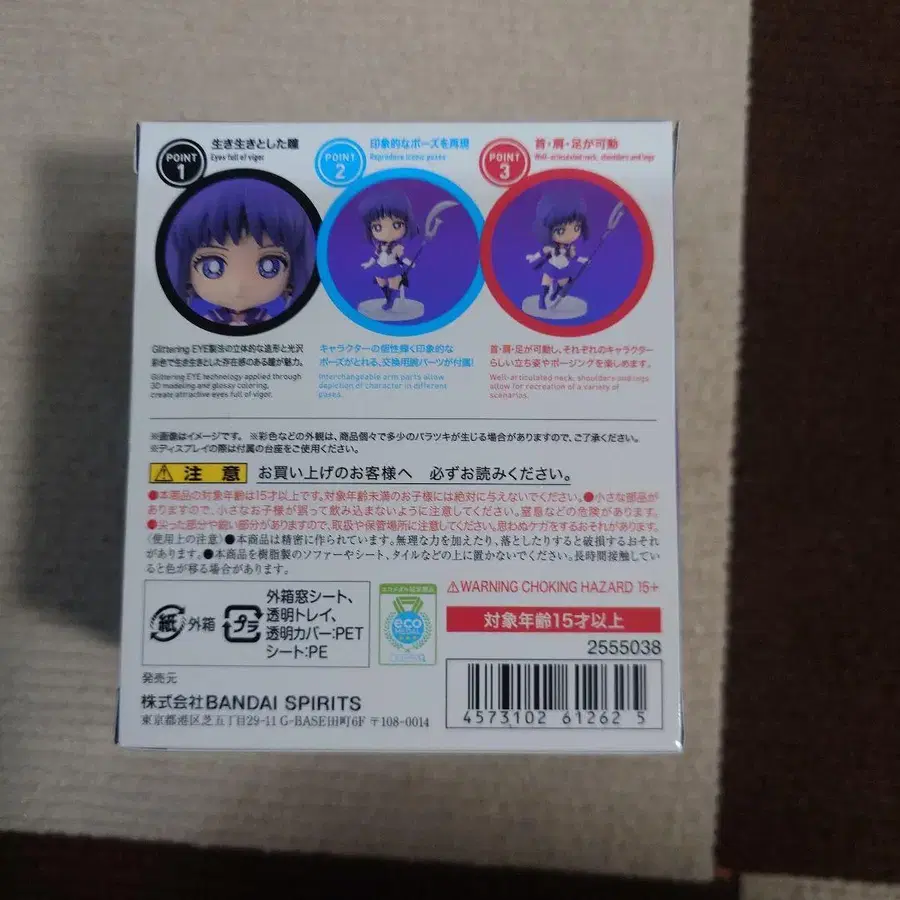 POINT
1
生き生きとした瞳
Eyes full of vigor
POINT
2
印象的なポーズを再現
Reproduce iconic poses
POINT
3
首・肩・足が可動
Well-articulated neck, shoulders and legs
Glittering EYE製法の立体的な造形と光沢
彩色で生き生きとした存在感のある瞳が魅力。
Glittering EYE technology applied through
3D modeling and glossy coloring,
create attractive eyes full of vigor.
キャラクターの個性輝く印象的な
ポーズがとれる、交換用腕パーツが付属!
Interchangeable arm parts allow
depiction of character in different
poses.
首・肩・足が可動し、それぞれのキャラクター
らしい立ち姿やポージングを楽しめます。
Well-articulated neck, shoulders and legs
allow for recreation of a variety of
scenarios.
※画像はイメージです。 ※彩色などの外観は、商品個々で多少のバラツキが生じる場合がありますので、ご了承ください。
※ディスプレイの際は付属の台座をご使用ください。
注意 お買い上げのお客様へ 必ずお読みください。
●本商品の対象年齢は15才以上です。対象年齢未満のお子様には絶対に与えないでください。●小さな部品が
ありますので、小さなお子様が誤って飲み込まないように注意してください。窒息などの危険があります。
●尖った部分や鋭い部分がありますので、取扱や保管場所に注意してください。思わぬケガをするおそれがあります。
〈使用上の注意〉●本商品は精密に作られています。無理な力を加えたり、落としたりすると破損するおそれ
があります。●本商品を樹脂製のソファーやシート、タイルなどの上に置かないでください。長時間接触してい
ると色が移る場合があります。
紙 外箱
プラ
外箱窓シート、
透明トレイ、
透明カバー:PET
シート:PE
eco
MEDAL
⚠WARNING CHOKING HAZARD 15+
対象年齢15才以上
2555038
4573102 61262 5
発売元
株式会社BANDAI SPIRITS
東京都港区芝五丁目29-11 G-BASE田町6F 〒108-0014